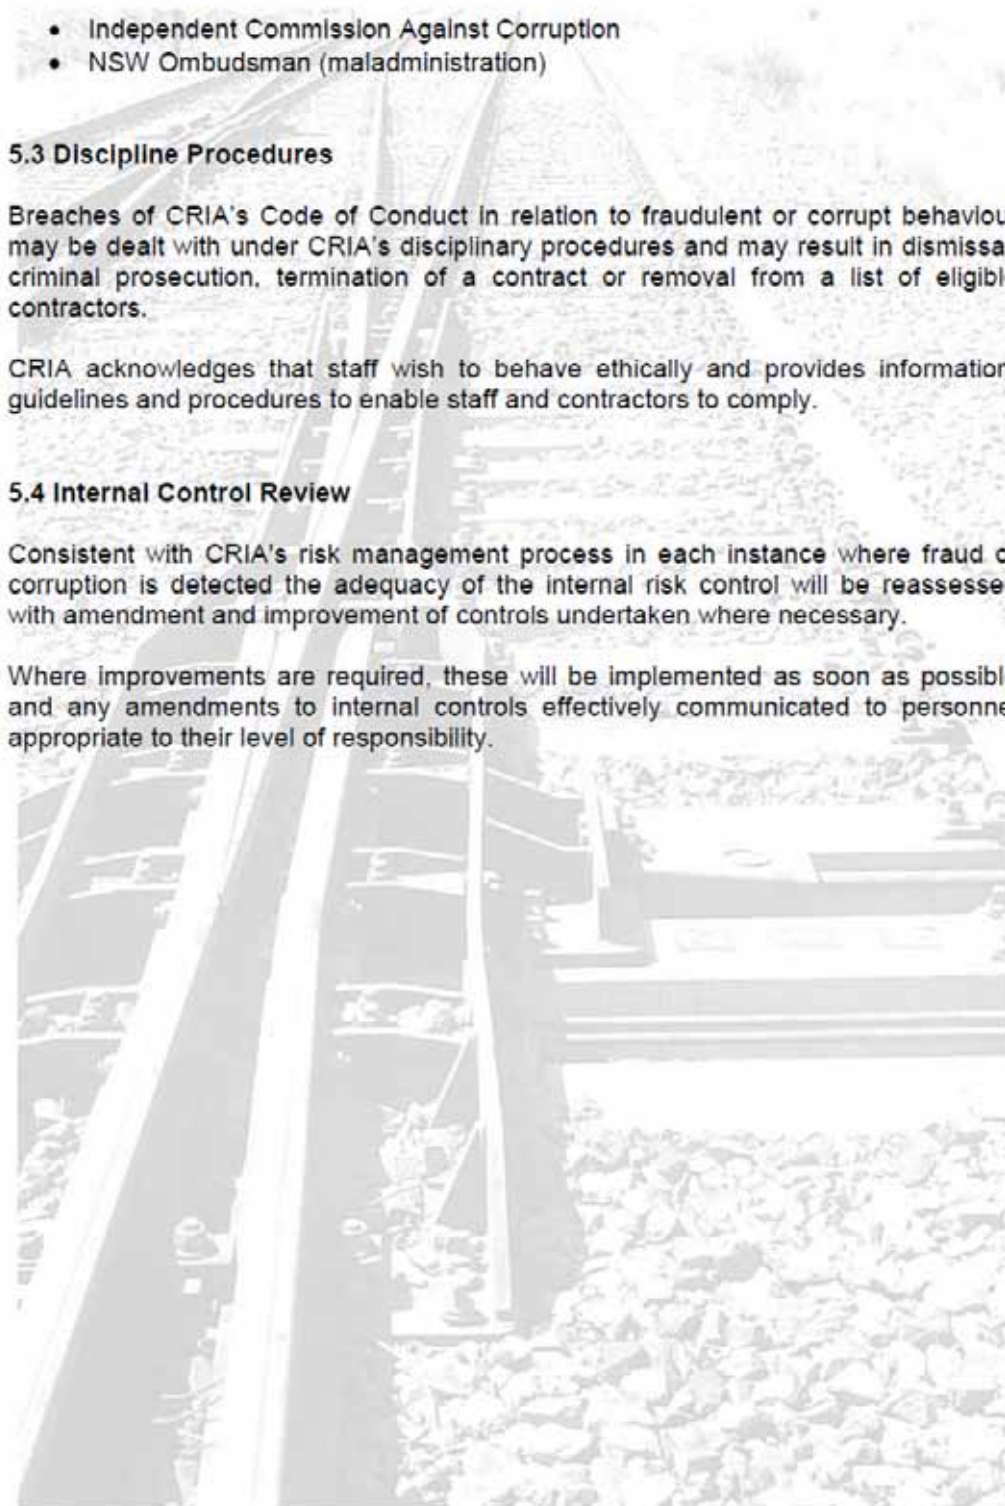 • Independent Commission Against Corruption
• NSW Ombudsman (maladministration)
5.3 Discipline Procedures
Breaches of CRIA's Code of Conduct in relation to fraudulent or corrupt behaviou
may be dealt with under CRIA's disciplinary procedures and may result in dismissa
criminal prosecution, termination of a contract or removal from a list of eligibl
contractors.
CRIA acknowledges that staff wish to behave ethically and provides information
guidelines and procedures to enable staff and contractors to comply.
5.4 Internal Control Review
Consistent with CRIA's risk management process in each instance where fraud o
corruption is detected the adequacy of the internal risk control will be reassesse
with amendment and improvement of controls undertaken where necessary.
Where improvements are required, these will be implemented as soon as possibl
and any amendments to internal controls effectively communicated to personne
appropriate to their level of responsibility.